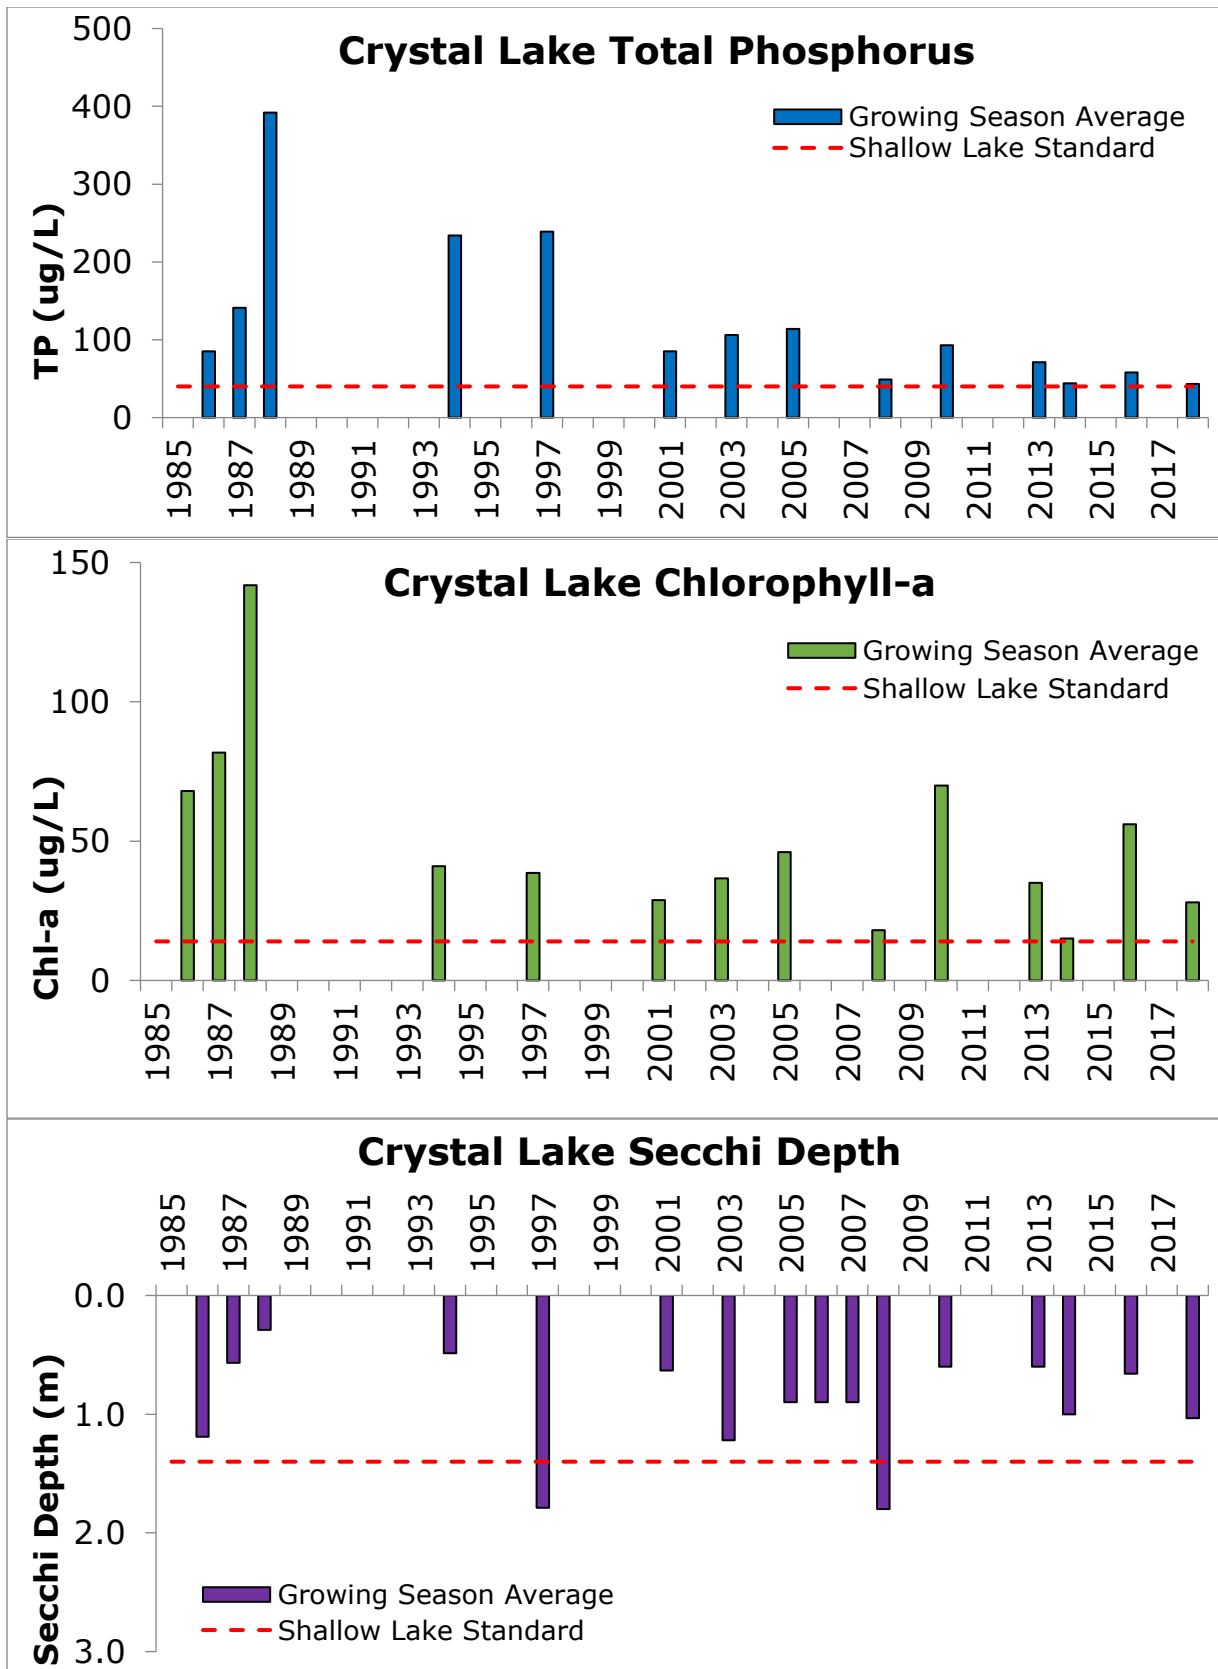 Crystal Lake Total Phosphorus
500
400
300
200
100
0
TP (ug/L)
Growing Season Average
Shallow Lake Standard
1985 1987 1989 1991 1993 1995 1997 1999 2001 2003 2005 2007 2009 2011 2013 2015 2017
Crystal Lake Chlorophyll-a
150
100
50
0
Chl-a (ug/L)
Growing Season Average
Shallow Lake Standard
1985 1987 1989 1991 1993 1995 1997 1999 2001 2003 2005 2007 2009 2011 2013 2015 2017
Crystal Lake Secchi Depth
1985 1987 1989 1991 1993 1995 1997 1999 2001 2003 2005 2007 2009 2011 2013 2015 2017
0.0
1.0
2.0
3.0
Secchi Depth (m)
Growing Season Average
Shallow Lake Standard